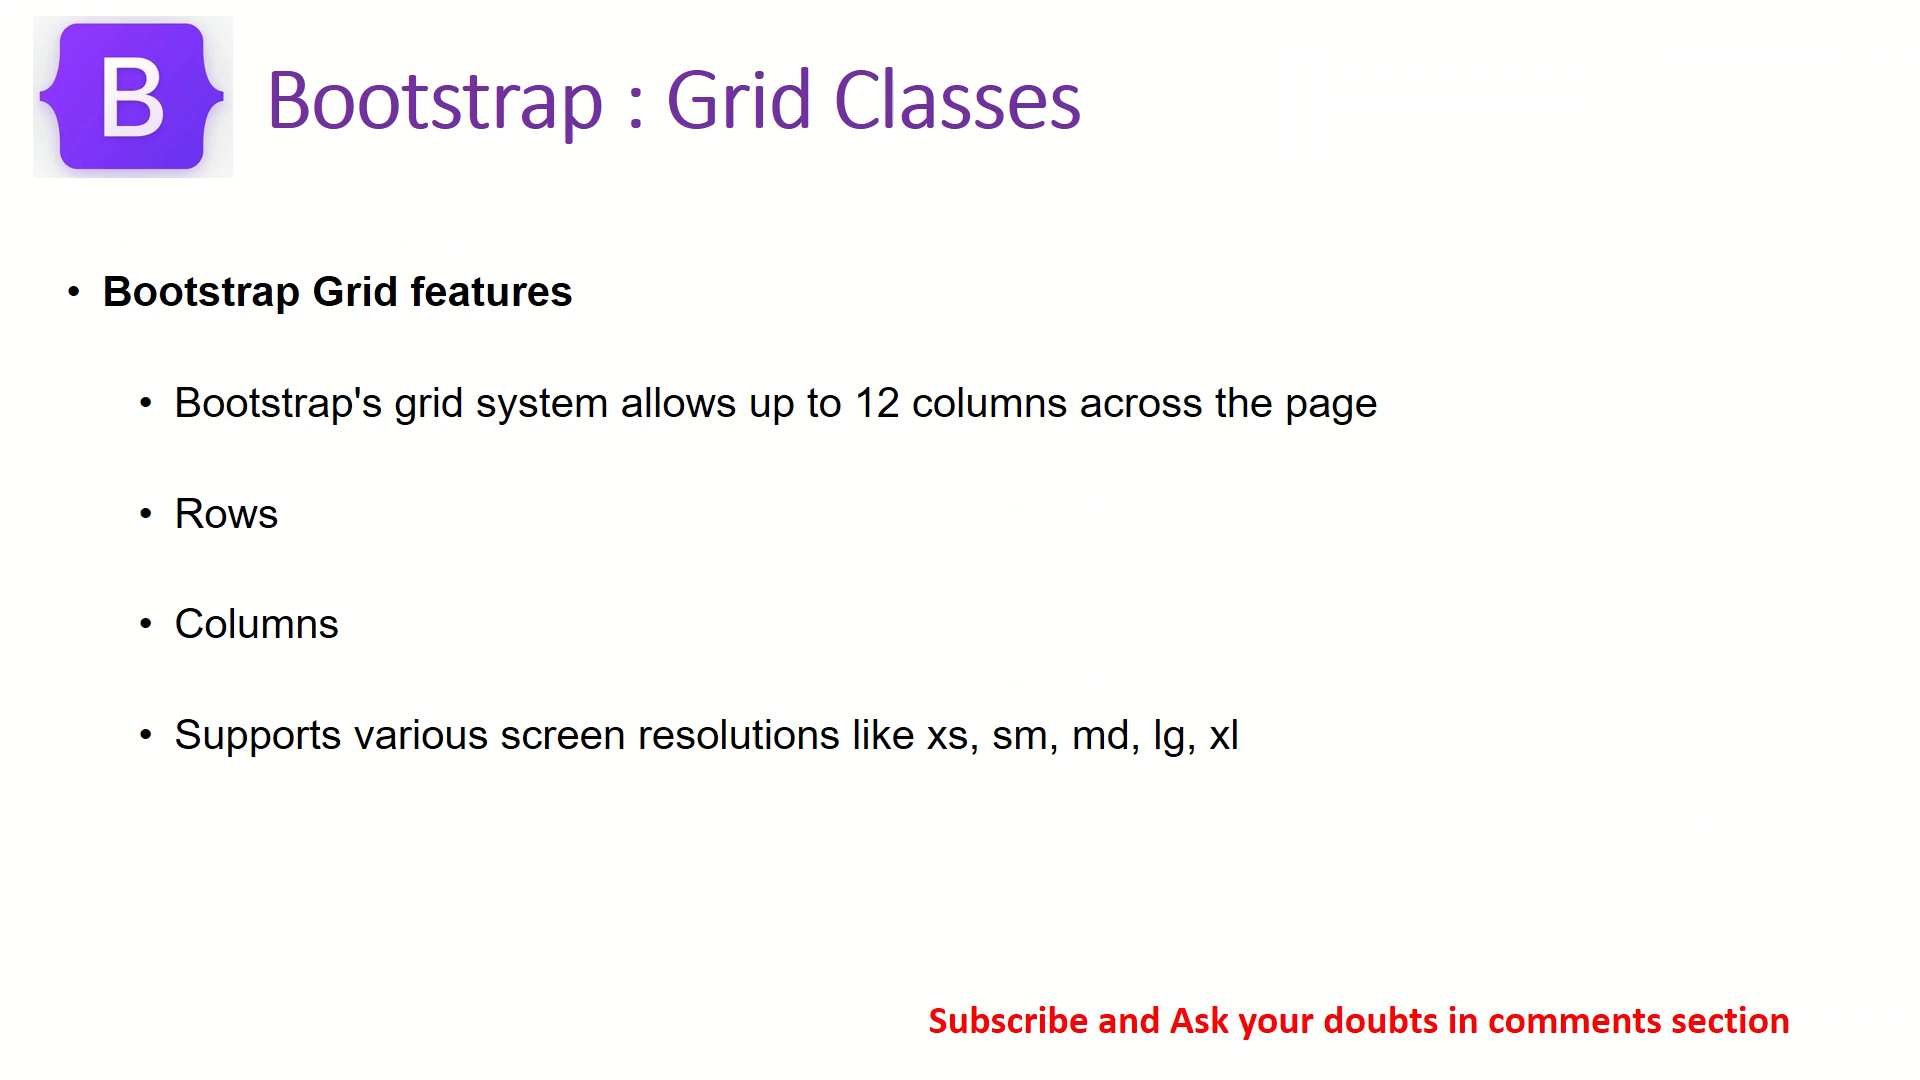 B
Bootstrap : Grid Classes
• Bootstrap Grid features
• Bootstrap's grid system allows up to 12 columns across the page
• Rows
• Columns
• Supports various screen resolutions like xs, sm, md, lg, xl
Subscribe and Ask your doubts in comments section